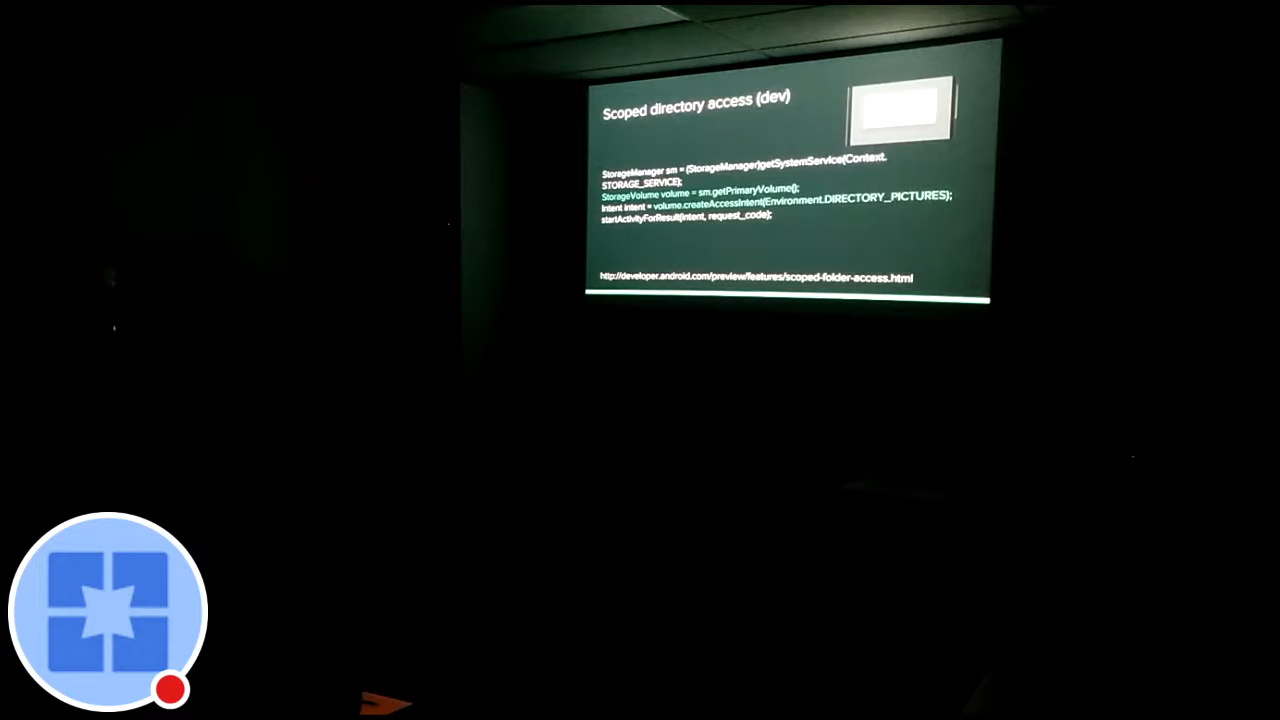 Scoped directory access (dev)
StorageManager sm = (StorageManager)getSystemService(Context.
STORAGE_SERVICE);
StorageVolume volume = sm.getPrimaryVolume();
Intent intent = volume.createAccessIntent(Environment.DIRECTORY_PICTURES);
startActivityForResult(intent, request_code);
http://developer.android.com/preview/features/scoped-folder-access.html